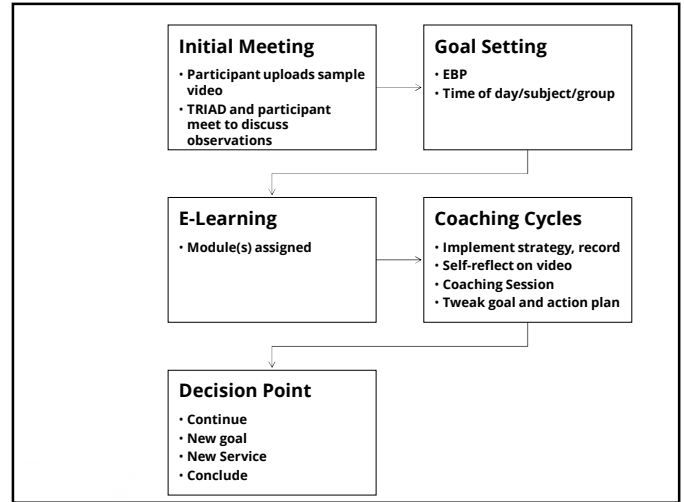 Initial Meeting
• Participant uploads sample
video
• TRIAD and participant
meet to discuss
observations
Goal Setting
• EBP
• Time of day/subject/group
E-Learning
• Module(s) assigned
Coaching Cycles
• Implement strategy, record
• Self-reflect on video
• Coaching Session
• Tweak goal and action plan
Decision Point
• Continue
• New goal
• New Service
• Conclude